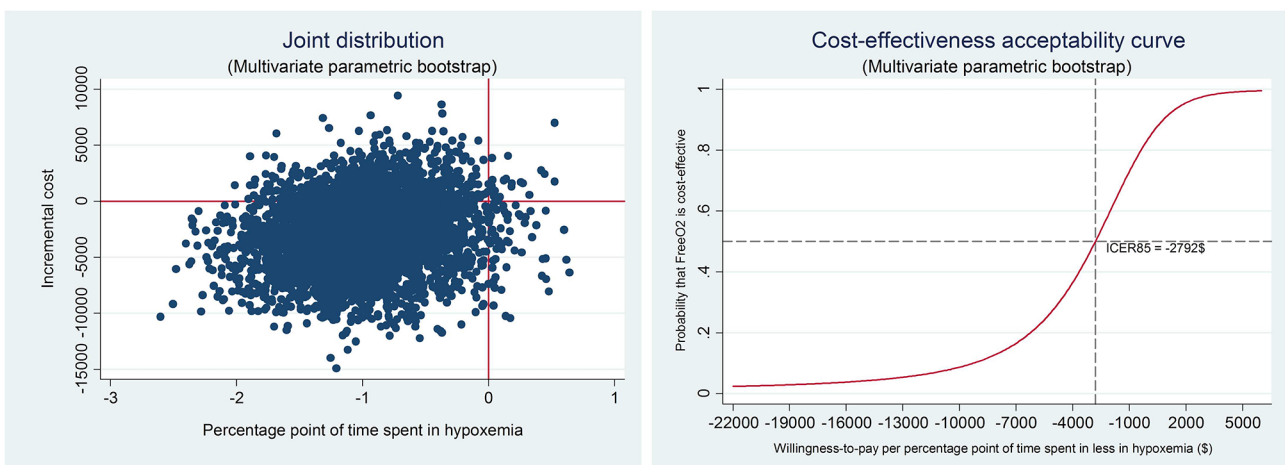 Joint distribution
(Multivariate parametric bootstrap)
Incremental cost
10000
5000
0
-5000
-10000
-15000
-3
-2
-1
0
1
Percentage point of time spent in hypoxemia
Cost-effectiveness acceptability curve
(Multivariate parametric bootstrap)
Probability that FreeO2 is cost-effective
1
.8
.6
.4
.2
0
ICER85 = -2792$
-22000 -19000 -16000 -13000 -10000 -7000 -4000 -1000 2000 5000
Willingness-to-pay per percentage point of time spent in less in hypoxemia ($)